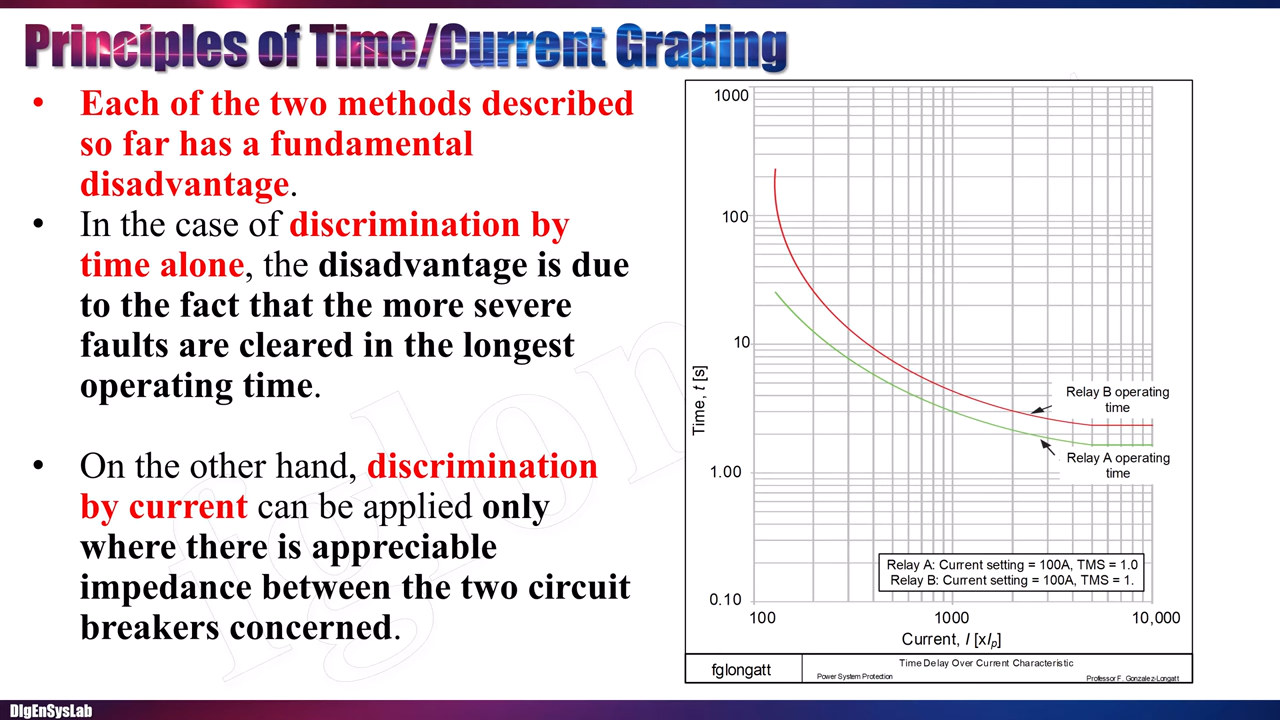 Principles of Time/Current Grading
• Each of the two methods described
so far has a fundamental
disadvantage.
• In the case of discrimination by
time alone, the disadvantage is due
to the fact that the more severe
faults are cleared in the longest
operating time.
• On the other hand, discrimination
by current can be applied only
where there is appreciable
impedance between the two circuit
breakers concerned.
1000
100
10
1.00
0.10
Time, t [s]
Relay B operating
time
Relay A operating
time
Relay A: Current setting = 100A, TMS = 1.0
Relay B: Current setting = 100A, TMS = 1.
100 1000 10,000
Current, I [xIp]
fglongatt
Time Delay Over Current Characteristic
Power System Protection
Professor F. Gonzalez-Longatt
fglon
DIgEnSysLab